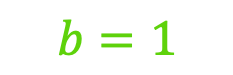 b = 1